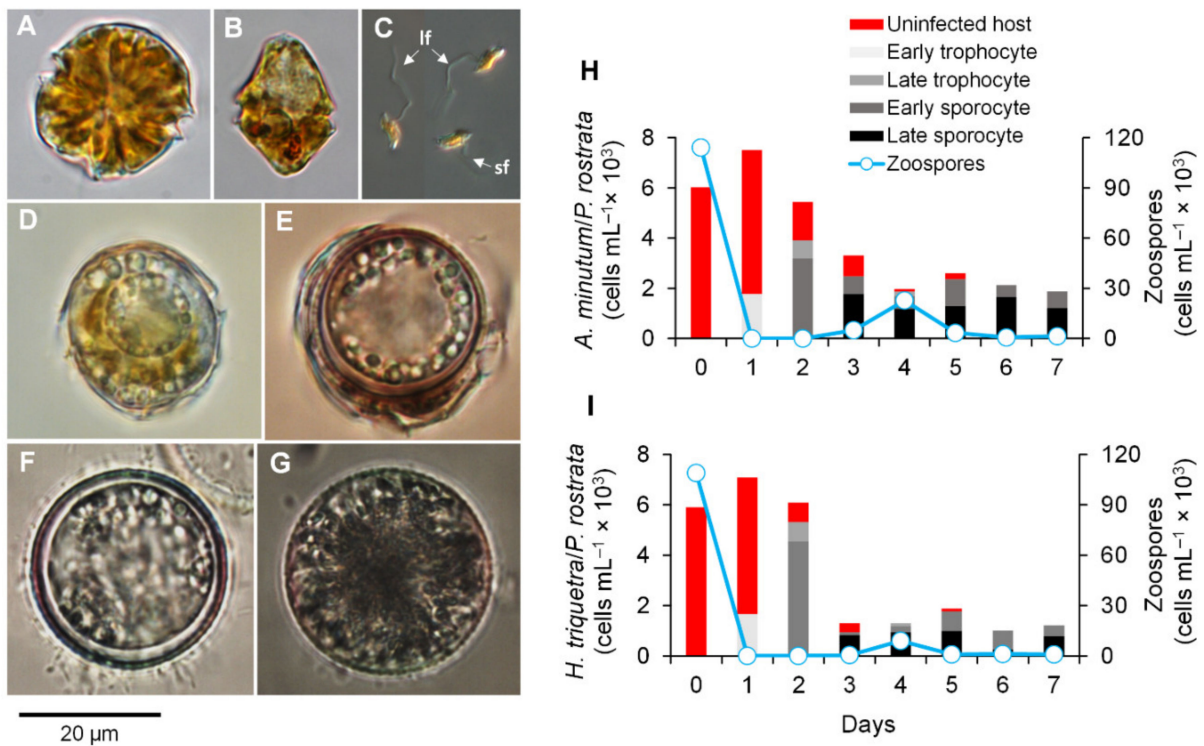 A
B
C
lf
sf
D
E
F
G
20 µm
Uninfected host
Early trophocyte
Late trophocyte
Early sporocyte
Late sporocyte
Zoospores
H
A. minutum/P. rostrata
(cells mL⁻¹× 10³)
8
6
4
2
0
120
90
60
30
0
Zoospores
(cells mL⁻¹ × 10³)
0 1 2 3 4 5 6 7
I
H. triquetra/P. rostrata
(cells mL⁻¹ × 10³)
8
6
4
2
0
120
90
60
30
0
Zoospores
(cells mL⁻¹ × 10³)
0 1 2 3 4 5 6 7
Days